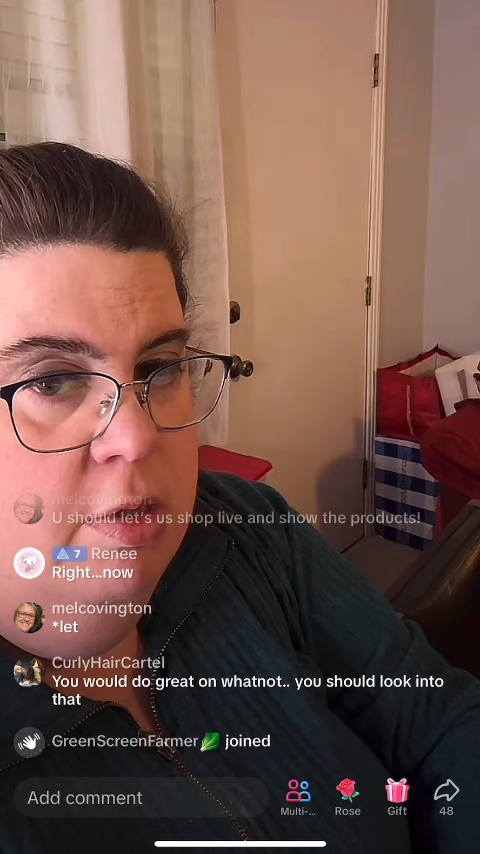 melcovington
U should let's us shop live and show the products!
7 Renee
Right...now
melcovington
*let
CurlyHairCartel
You would do great on whatnot.. you should look into
that
GreenScreenFarmer joined
Add comment
Multi-...
Rose
Gift
48